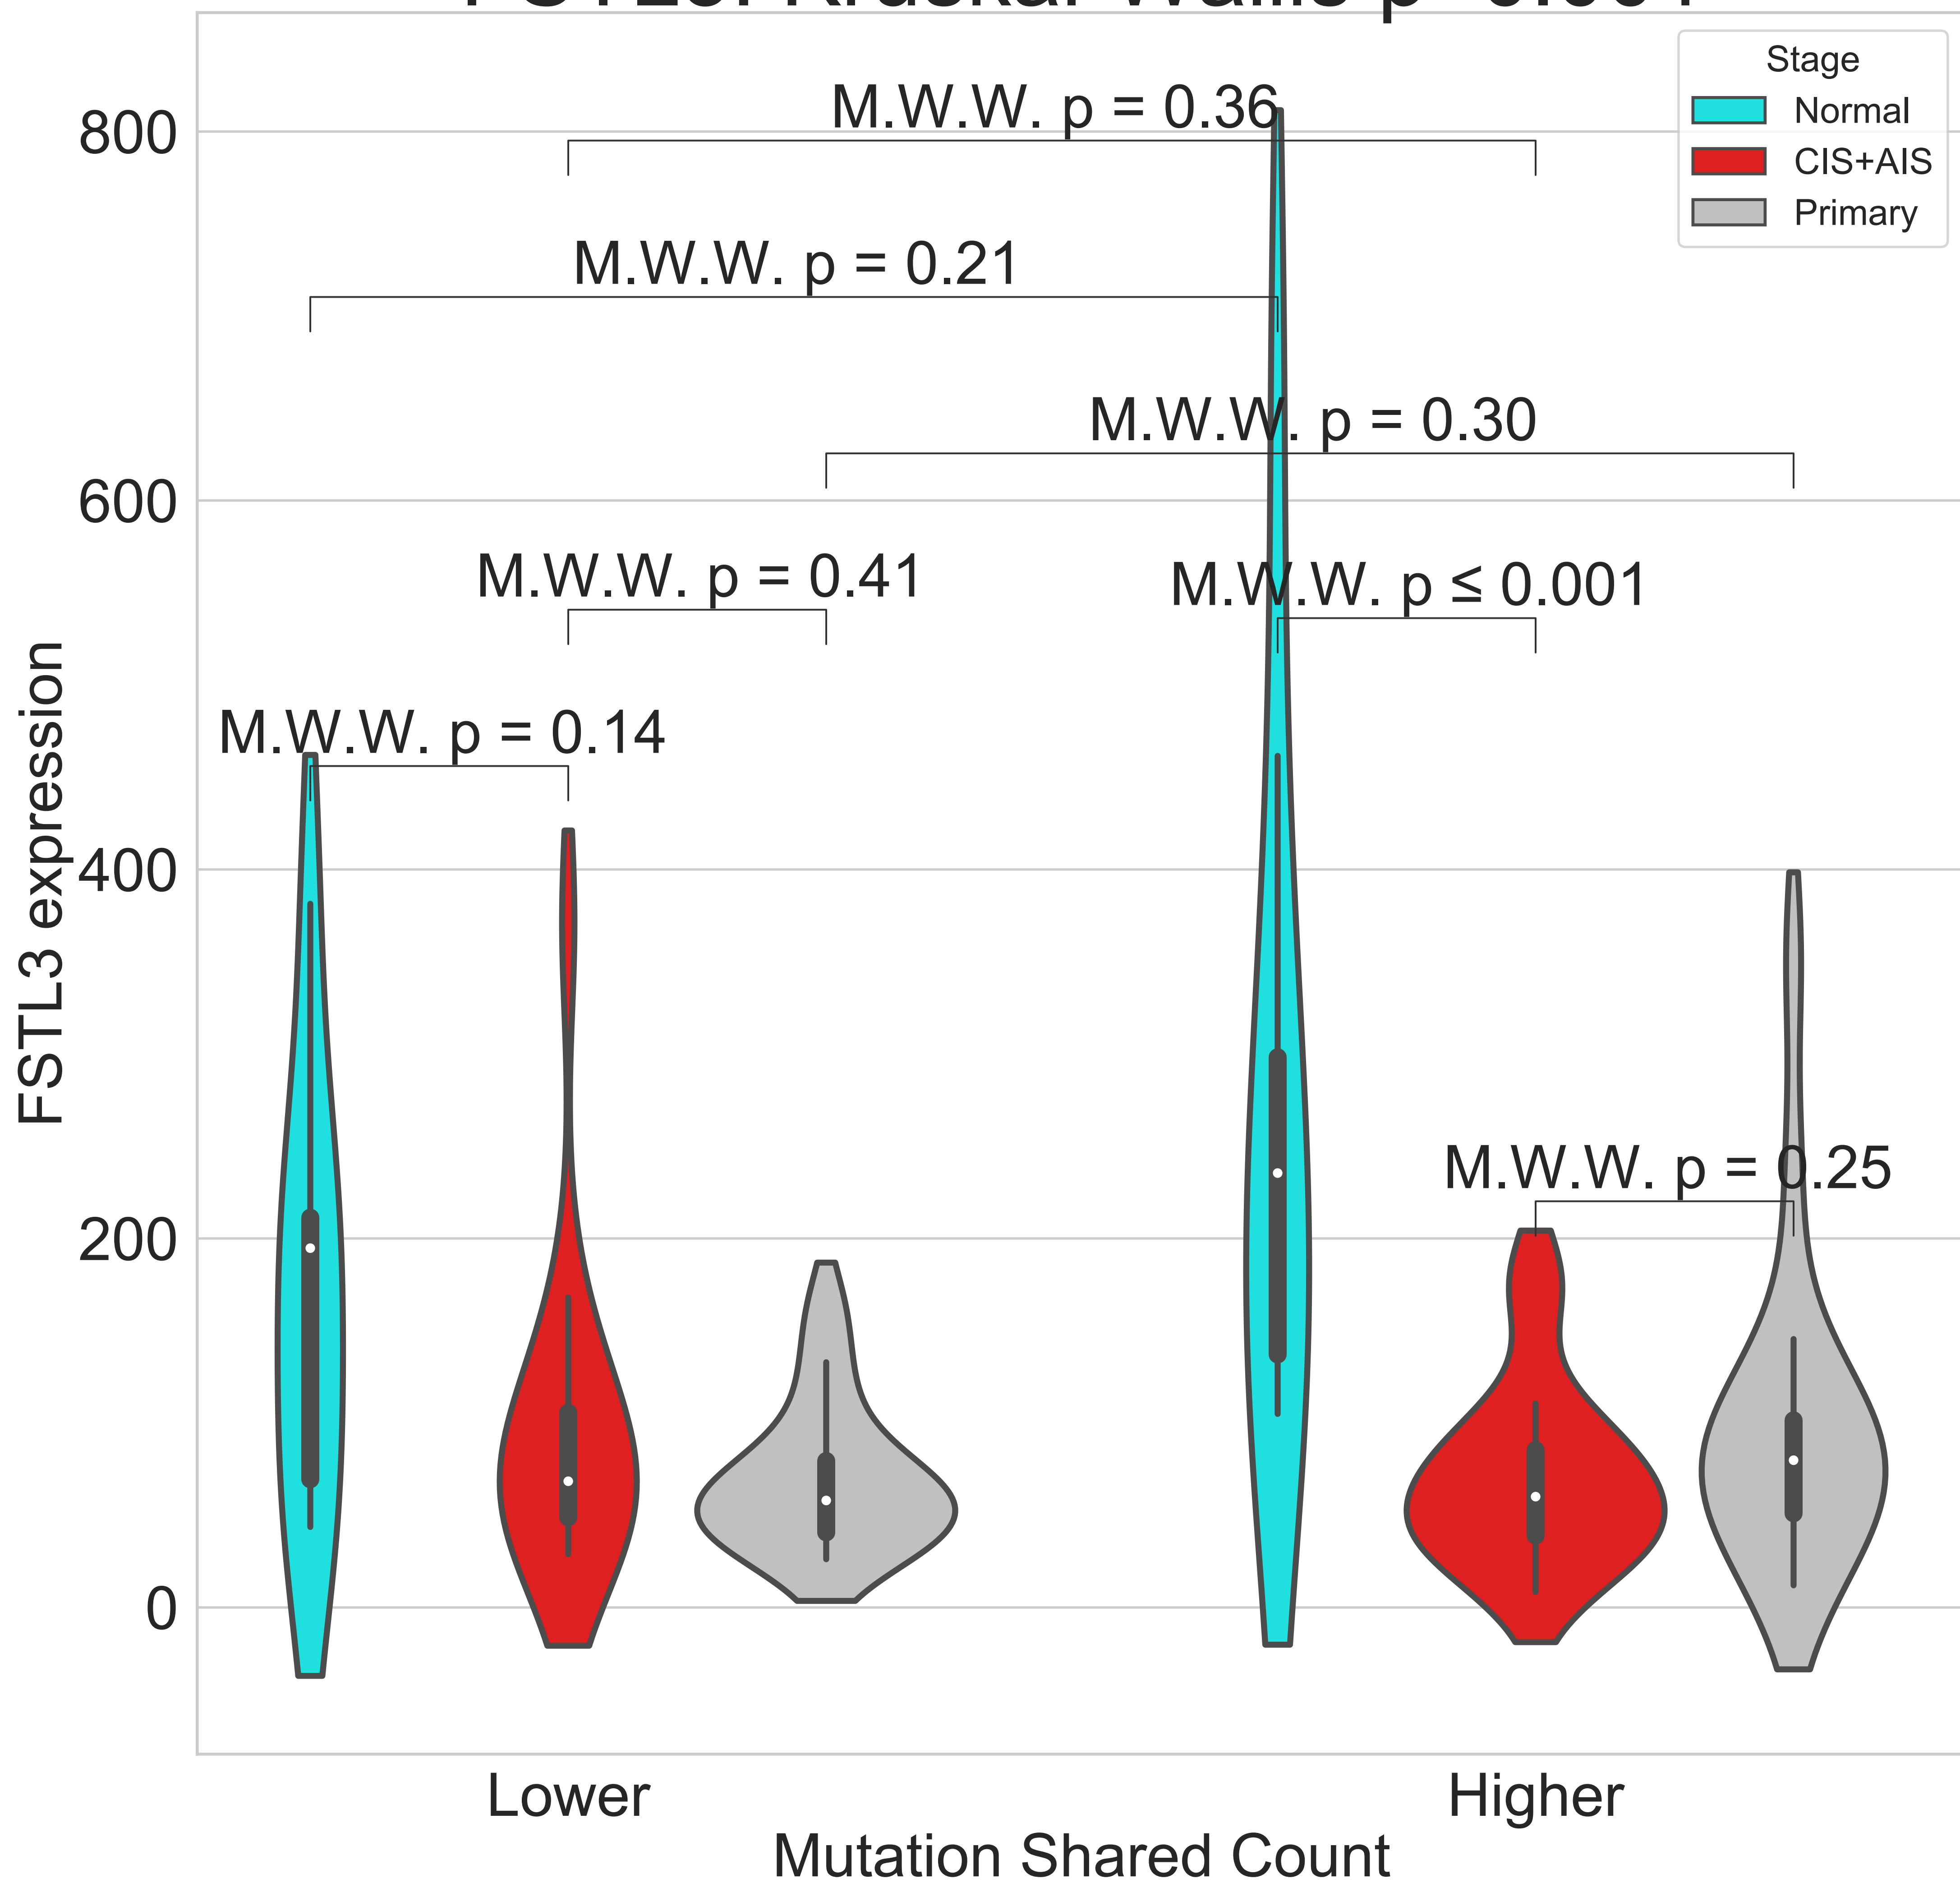 Stage
Normal
CIS+AIS
Primary
M.W.W. p = 0.36
M.W.W. p = 0.21
M.W.W. p = 0.30
M.W.W. p = 0.41
M.W.W. p ≤ 0.001
M.W.W. p = 0.14
M.W.W. p = 0.25
800
600
400
200
0
FSTL3 expression
Lower
Higher
Mutation Shared Count